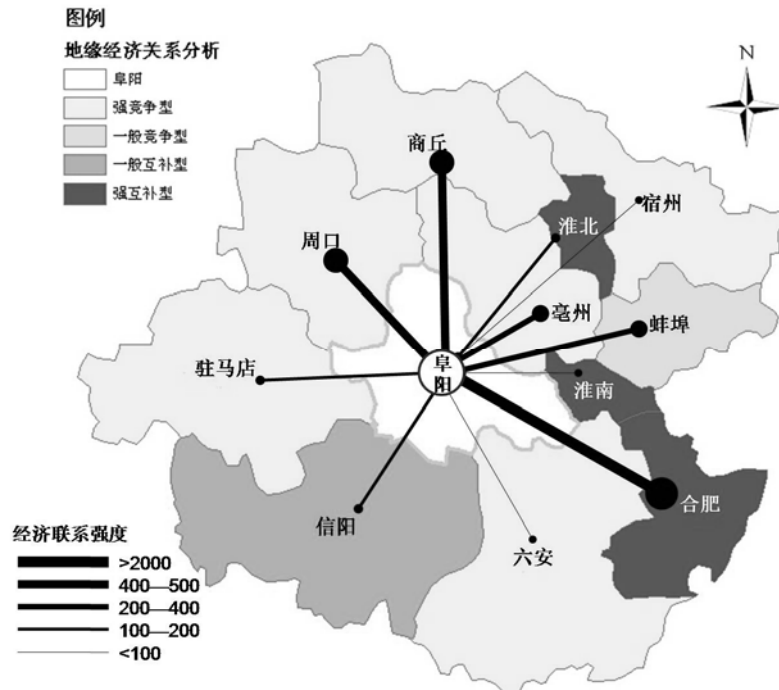 图例
地缘经济关系分析
阜阳
强竞争型
一般竞争型
一般互补型
强互补型
N
商丘
宿州
淮北
周口
亳州
蚌埠
驻马店
阜阳
淮南
合肥
信阳
六安
经济联系强度
>2000
400—500
200—400
100—200
<100